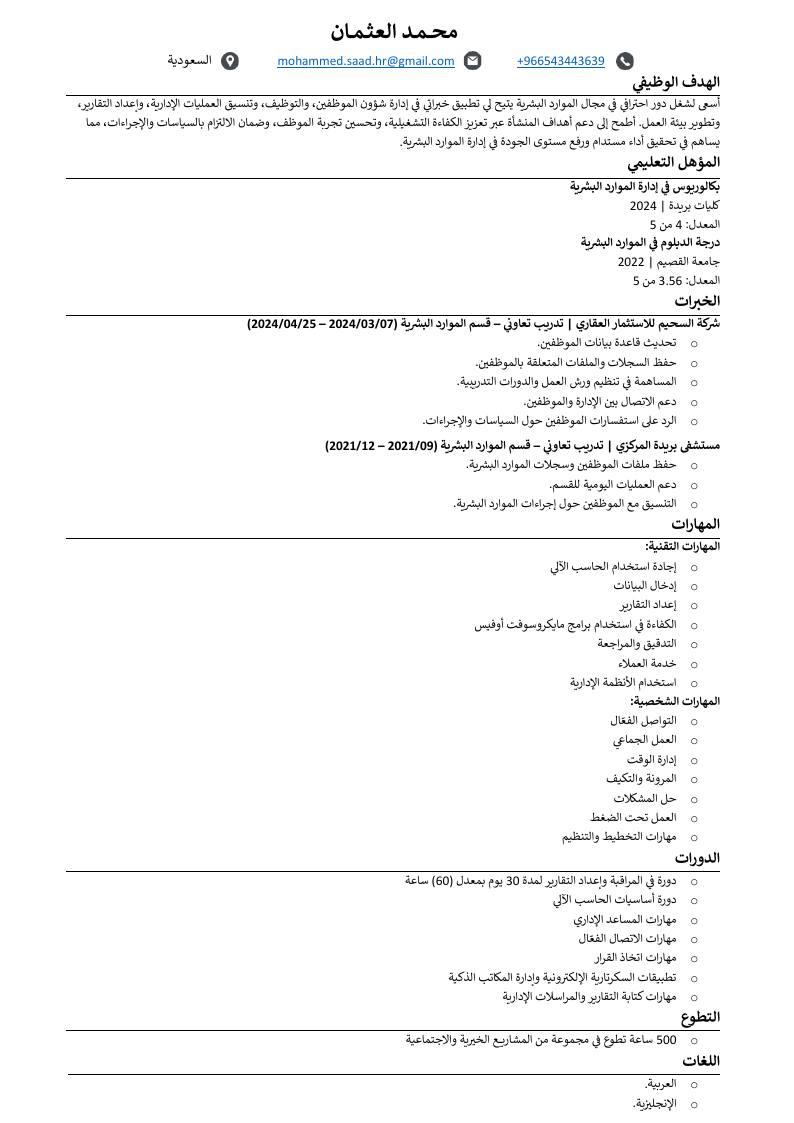 محمد العثمان
+966543443639 mohammed.saad.hr@gmail.com السعودية
الهدف الوظيفي
أسعى لشغل دور احترافي في مجال الموارد البشرية يتيح لي تطبيق خبراتي في إدارة شؤون الموظفين، والتوظيف، وتنسيق العمليات الإدارية، وإعداد التقارير،
وتطوير بيئة العمل. أطمح إلى دعم أهداف المنشأة عبر تعزيز الكفاءة التشغيلية، وتحسين تجربة الموظف، وضمان الالتزام بالسياسات والإجراءات، مما
يساهم في تحقيق أداء مستدام ورفع مستوى الجودة في إدارة الموارد البشرية.
المؤهل التعليمي
بكالوريوس في إدارة الموارد البشرية
كليات بريدة | 2024
المعدل: 4 من 5
درجة الدبلوم في الموارد البشرية
جامعة القصيم | 2022
المعدل: 3.56 من 5
الخبرات
شركة السحيم للاستثمار العقاري | تدريب تعاوني – قسم الموارد البشرية (2024/03/07 – 2024/04/25)
o تحديث قاعدة بيانات الموظفين.
o حفظ السجلات والملفات المتعلقة بالموظفين.
o المساهمة في تنظيم ورش العمل والدورات التدريبية.
o دعم الاتصال بين الإدارة والموظفين.
o الرد على استفسارات الموظفين حول السياسات والإجراءات.
مستشفى بريدة المركزي | تدريب تعاوني – قسم الموارد البشرية (2021/09 – 2021/12)
o حفظ ملفات الموظفين وسجلات الموارد البشرية.
o دعم العمليات اليومية للقسم.
o التنسيق مع الموظفين حول إجراءات الموارد البشرية.
المهارات
المهارات التقنية:
o إجادة استخدام الحاسب الآلي
o إدخال البيانات
o إعداد التقارير
o الكفاءة في استخدام برامج مايكروسوفت أوفيس
o التدقيق والمراجعة
o خدمة العملاء
o استخدام الأنظمة الإدارية
المهارات الشخصية:
o التواصل الفعّال
o العمل الجماعي
o إدارة الوقت
o المرونة والتكيف
o حل المشكلات
o العمل تحت الضغط
o مهارات التخطيط والتنظيم
الدورات
o دورة في المراقبة وإعداد التقارير لمدة 30 يوم بمعدل (60) ساعة
o دورة أساسيات الحاسب الآلي
o مهارات المساعد الإداري
o مهارات الاتصال الفعّال
o مهارات اتخاذ القرار
o تطبيقات السكرتارية الإلكترونية وإدارة المكاتب الذكية
o مهارات كتابة التقارير والمراسلات الإدارية
التطوع
o 500 ساعة تطوع في مجموعة من المشاريع الخيرية والاجتماعية
اللغات
o العربية.
o الإنجليزية.